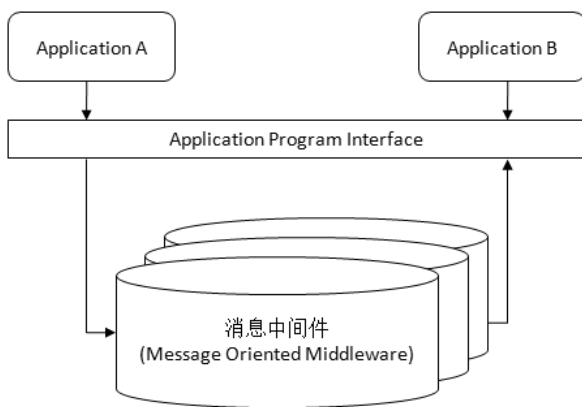 Application A
Application B
Application Program Interface
消息中间件
(Message Oriented Middleware)